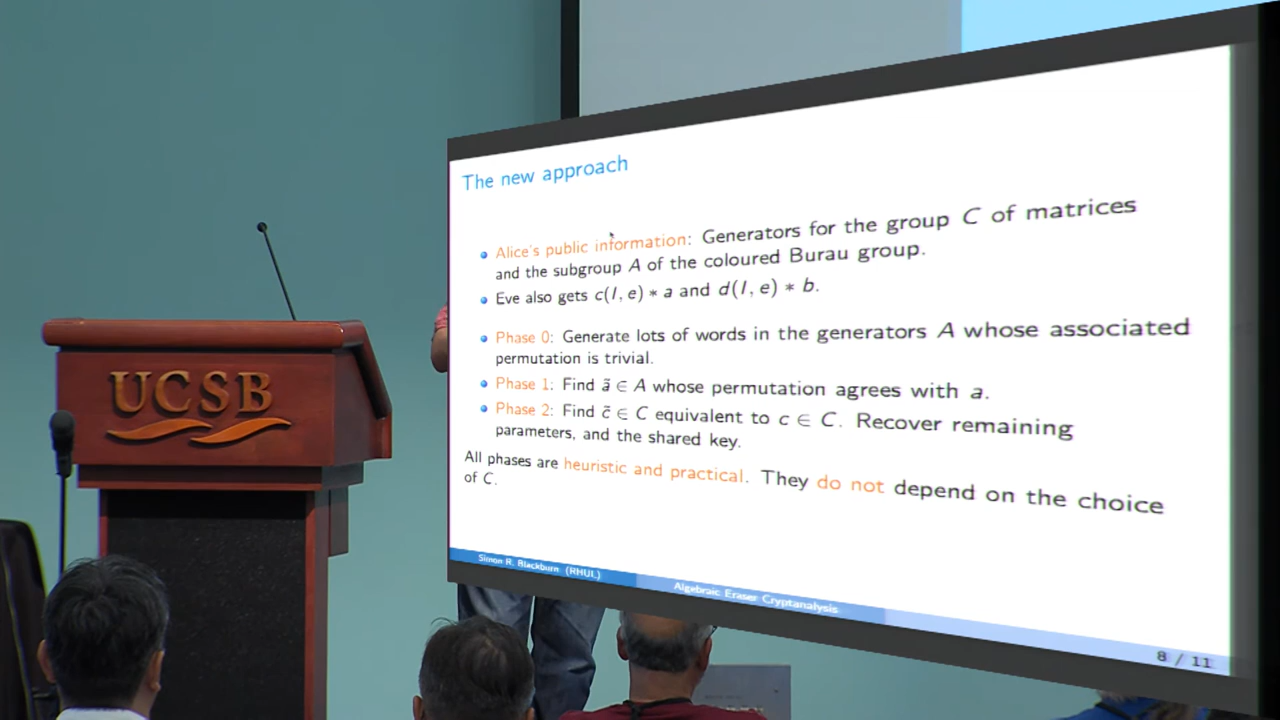 UCSB
The new approach
Alice's public information: Generators for the group C of matrices
and the subgroup A of the coloured Burau group.
Eve also gets c(I, e) * a and d(I, e) * b.
Phase 0: Generate lots of words in the generators A whose associated
permutation is trivial.
Phase 1: Find ã ∈ A whose permutation agrees with a.
Phase 2: Find c̃ ∈ C equivalent to c ∈ C. Recover remaining
parameters, and the shared key.
All phases are heuristic and practical. They do not depend on the choice
of C.
Simon R. Blackburn (RHUL)
Algebraic Eraser Cryptanalysis
8 / 11